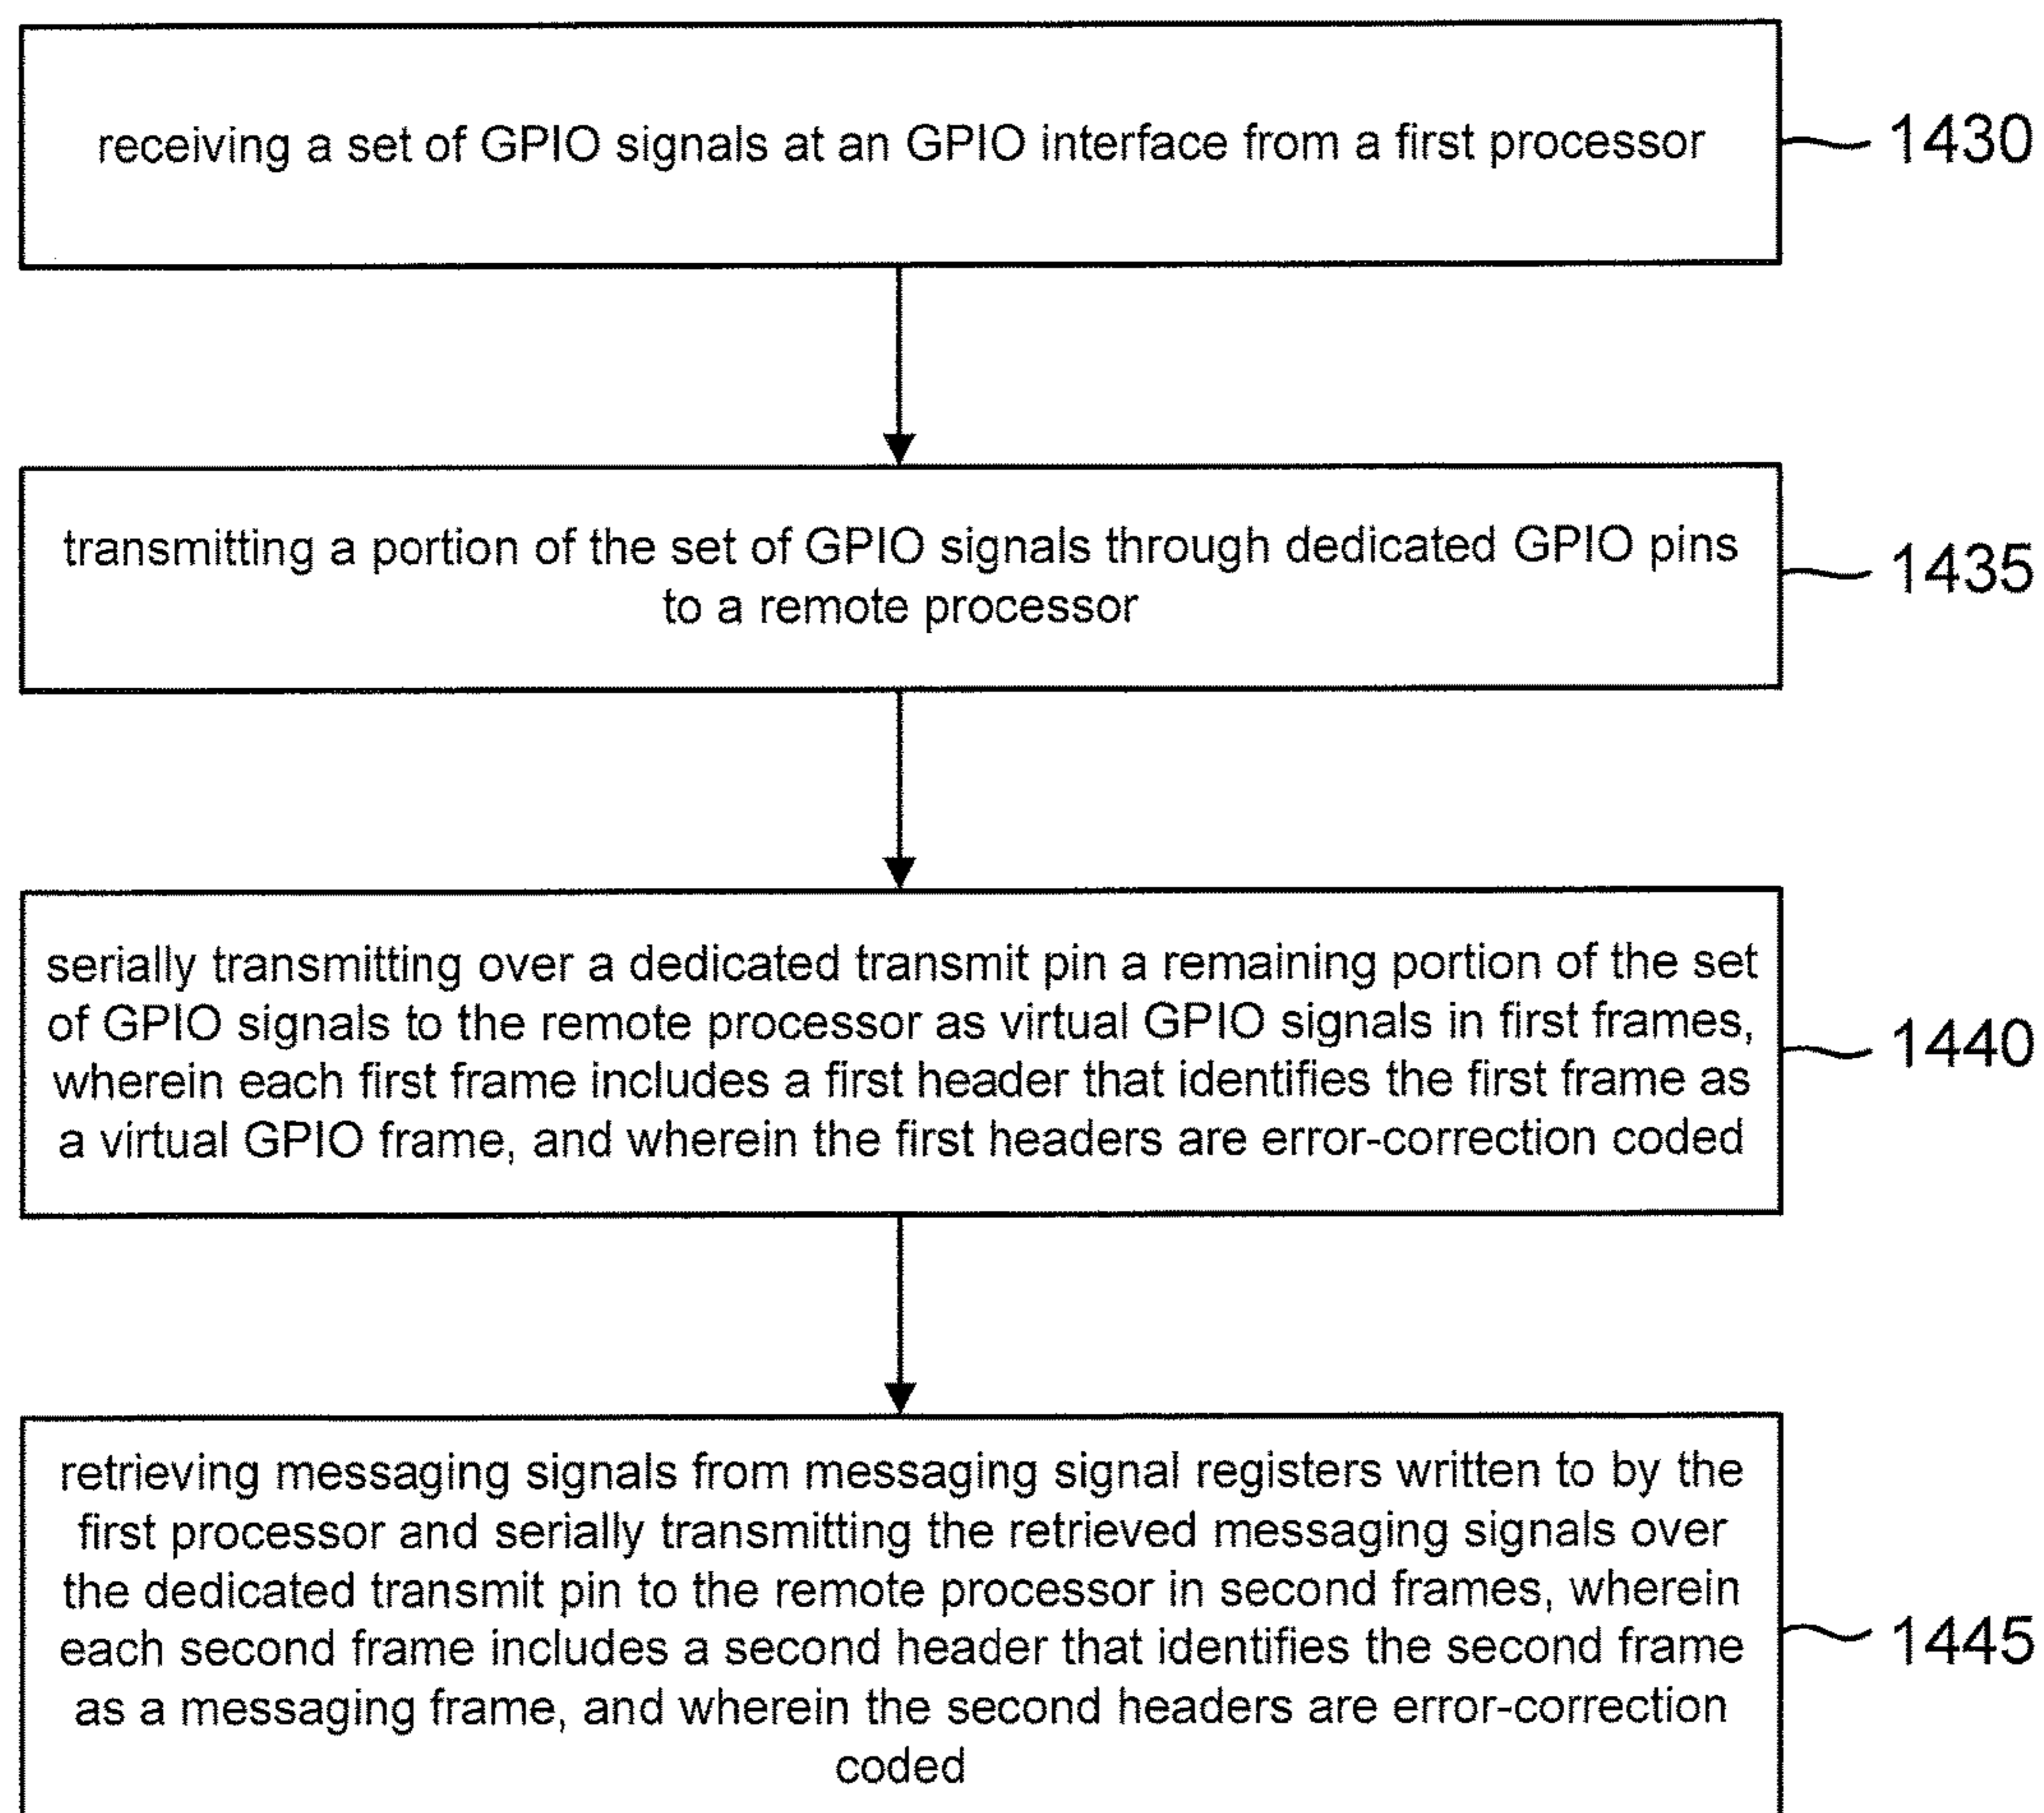 receiving a set of GPIO signals at an GPIO interface from a first processor
1430
transmitting a portion of the set of GPIO signals through dedicated GPIO pins
to a remote processor
1435
serially transmitting over a dedicated transmit pin a remaining portion of the set
of GPIO signals to the remote processor as virtual GPIO signals in first frames,
wherein each first frame includes a first header that identifies the first frame as
a virtual GPIO frame, and wherein the first headers are error-correction coded
1440
retrieving messaging signals from messaging signal registers written to by the
first processor and serially transmitting the retrieved messaging signals over
the dedicated transmit pin to the remote processor in second frames, wherein
each second frame includes a second header that identifies the second frame
as a messaging frame, and wherein the second headers are error-correction
coded
1445